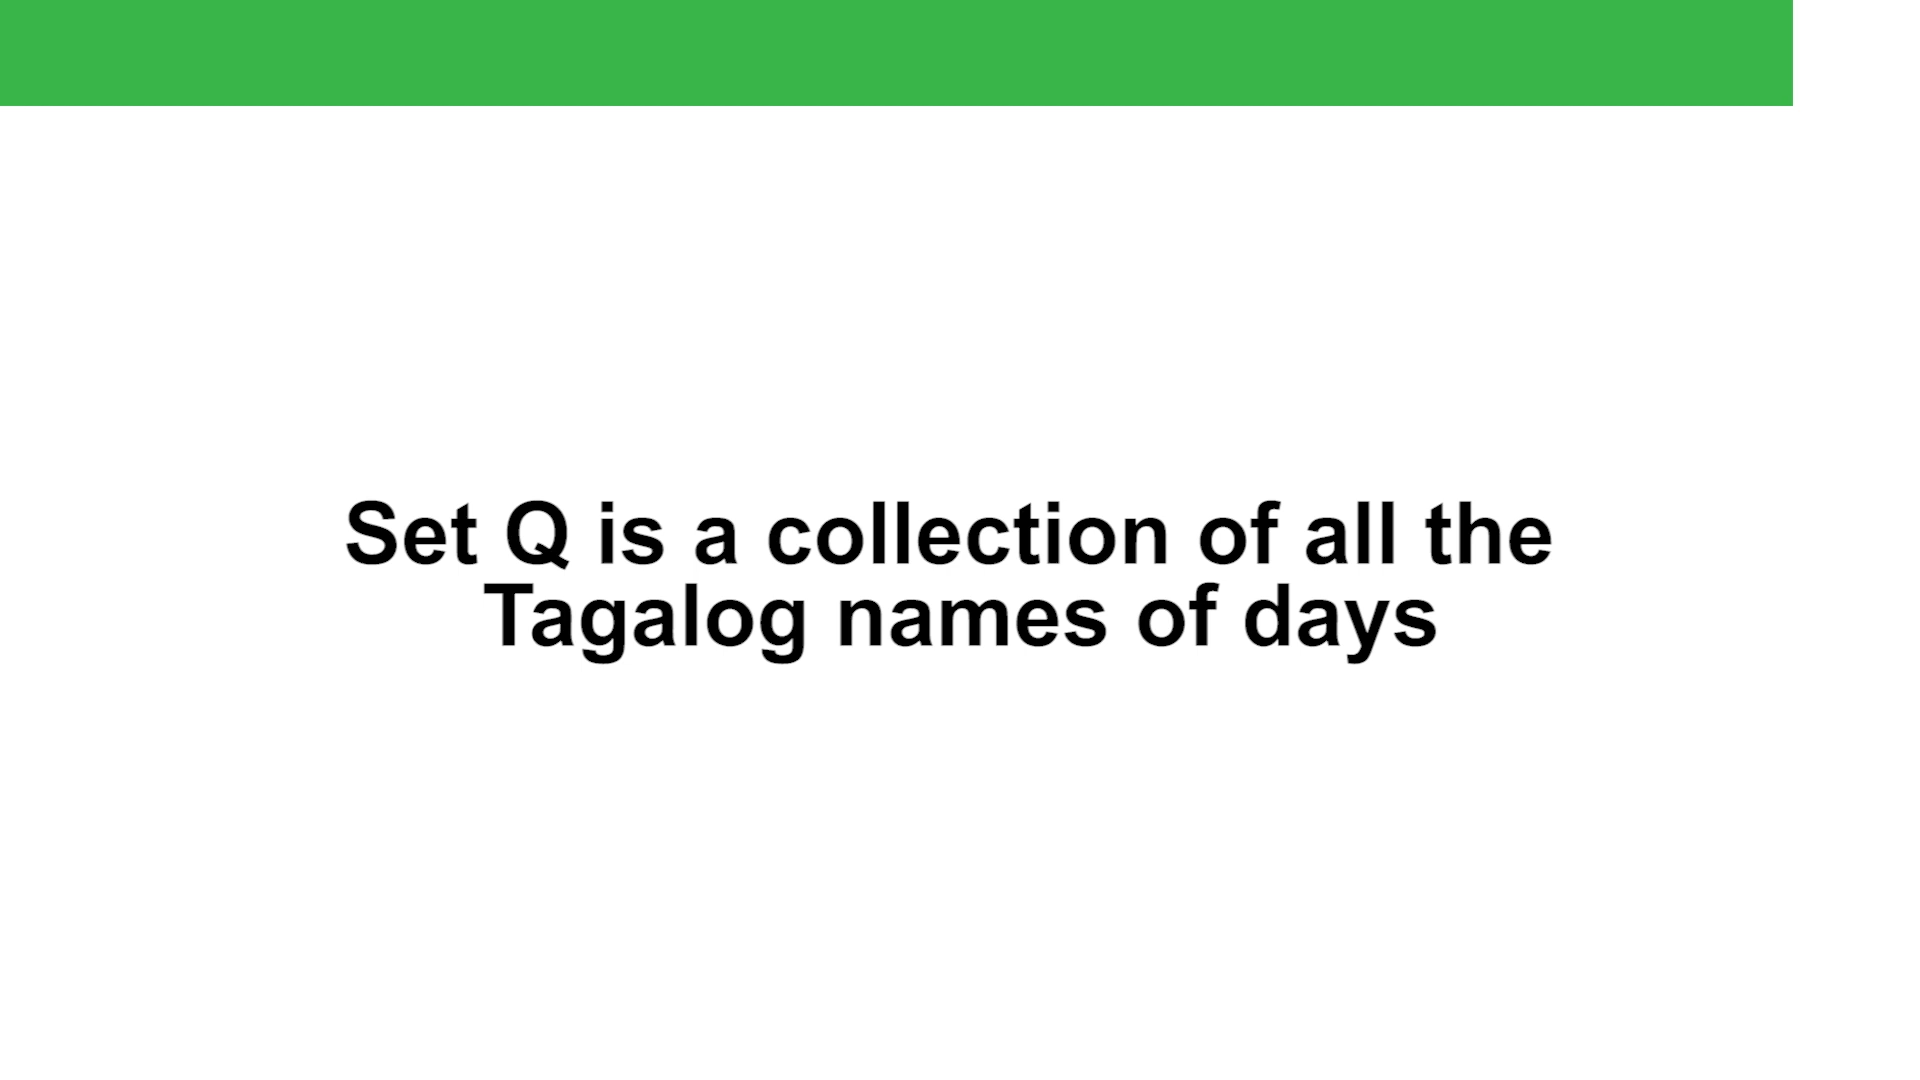 Set Q is a collection of all the
Tagalog names of days